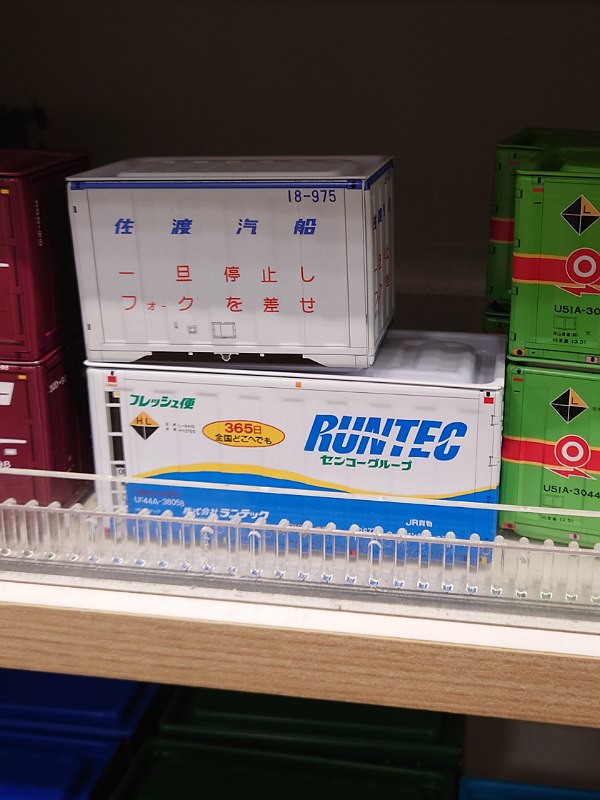 18-975
佐渡汽船
一旦停止し
フォークを差せ
フレッシュ便
HL
365日
全国どこへでも
RUNTEC
センコーグループ
UF44A-38058
株式会社ランテック
JR貨物
L
U51A-30
L
U51A-3044